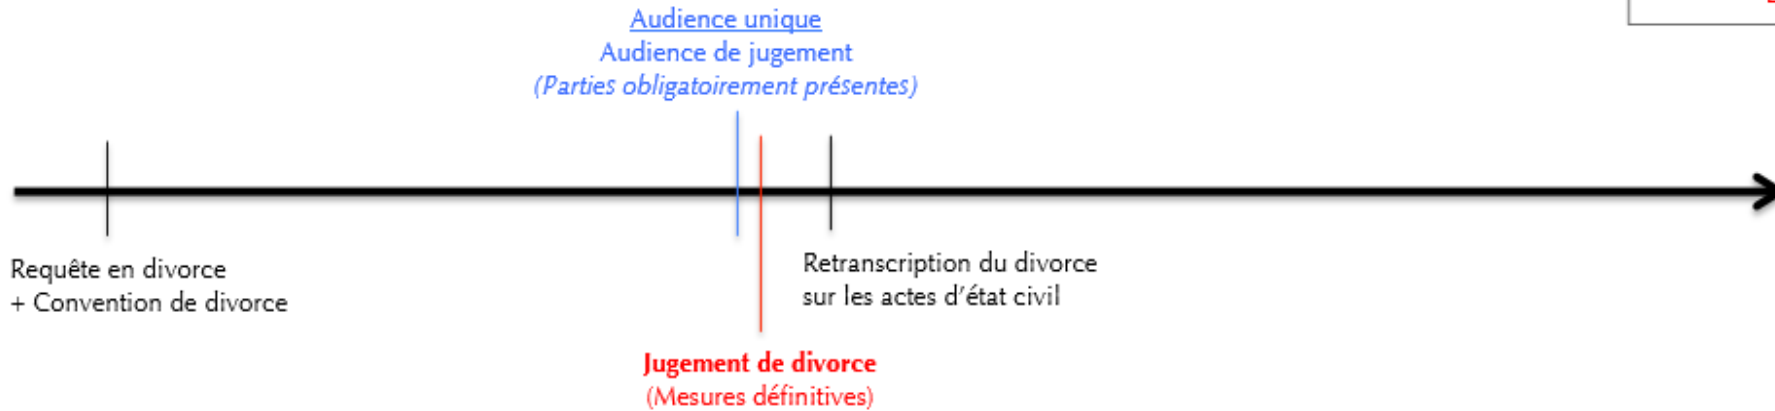 Audience unique
Audience de jugement
(Parties obligatoirement présentes)
Requête en divorce
+ Convention de divorce
Retranscription du divorce
sur les actes d'état civil
Jugement de divorce
(Mesures définitives)